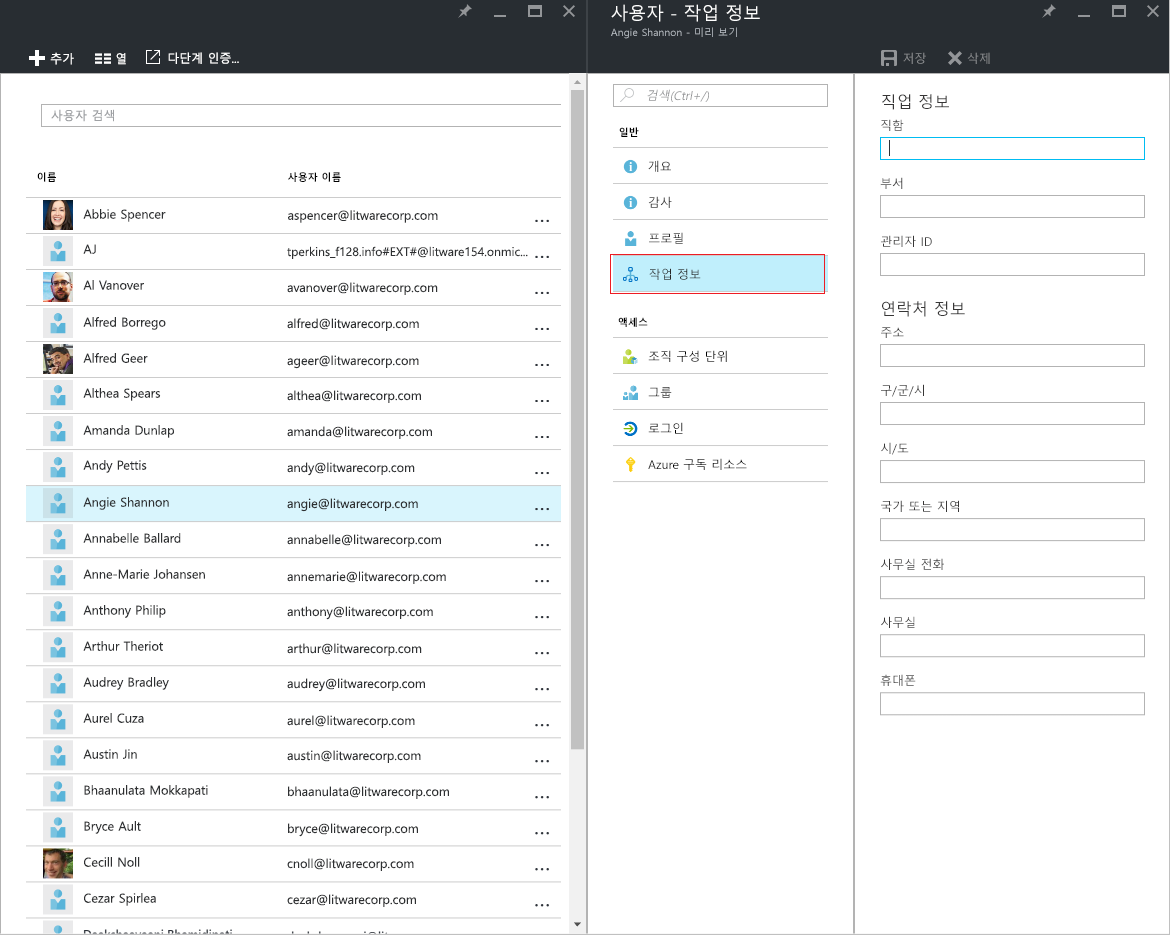 추가
열
다단계 인증...
사용자 검색
이름 사용자 이름
Abbie Spencer aspencer@litwarecorp.com ...
AJ tperkins_f128.info#EXT#@litware154.onmic... ...
Al Vanover avanover@litwarecorp.com ...
Alfred Borrego alfred@litwarecorp.com ...
Alfred Geer ageer@litwarecorp.com ...
Althea Spears althea@litwarecorp.com ...
Amanda Dunlap amanda@litwarecorp.com ...
Andy Pettis andy@litwarecorp.com ...
Angie Shannon angie@litwarecorp.com ...
Annabelle Ballard annabelle@litwarecorp.com ...
Anne-Marie Johansen annemarie@litwarecorp.com ...
Anthony Philip anthony@litwarecorp.com ...
Arthur Theriot arthur@litwarecorp.com ...
Audrey Bradley audrey@litwarecorp.com ...
Aurel Cuza aurel@litwarecorp.com ...
Austin Jin austin@litwarecorp.com ...
Bhaanulata Mokkapati bhaanulata@litwarecorp.com ...
Bryce Ault bryce@litwarecorp.com ...
Cecill Noll cnoll@litwarecorp.com ...
Cezar Spirlea cezar@litwarecorp.com ...
사용자 - 작업 정보
Angie Shannon - 미리 보기
검색(Ctrl+/)
일반
개요
감사
프로필
작업 정보
액세스
조직 구성 단위
그룹
로그인
Azure 구독 리소스
저장
삭제
직업 정보
직함
부서
관리자 ID
연락처 정보
주소
구/군/시
시/도
국가 또는 지역
사무실 전화
사무실
휴대폰